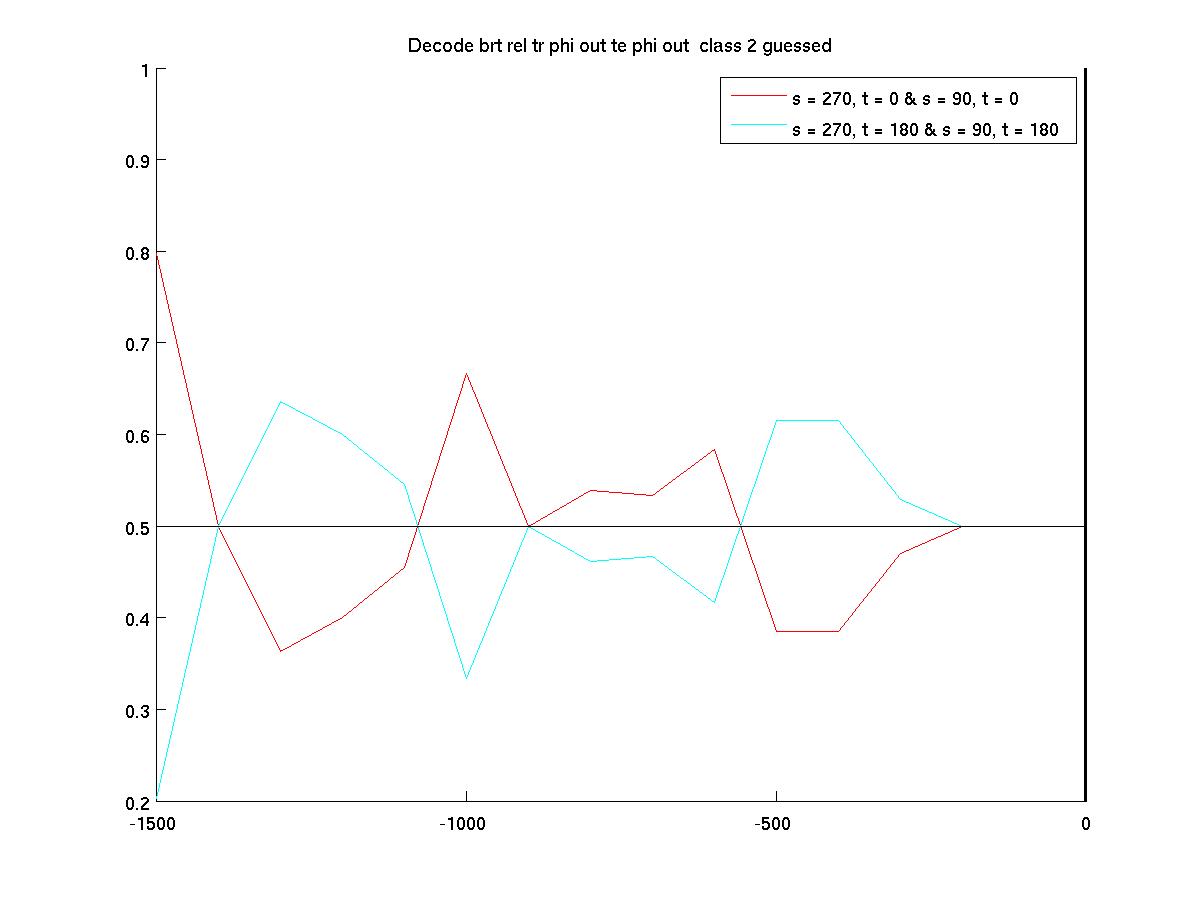 Decode brt rel tr phi out te phi out  class 2 guessed
s = 270, t = 0 & s = 90, t = 0
s = 270, t = 180 & s = 90, t = 180
1
0.9
0.8
0.7
0.6
0.5
0.4
0.3
0.2
-1500 -1000 -500 0